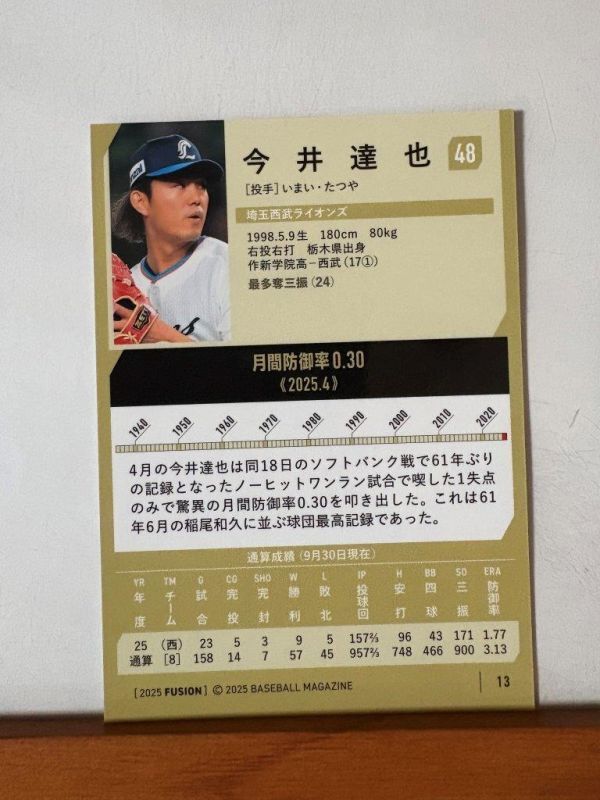 今井達也 48
[投手]いまい・たつや
埼玉西武ライオンズ
1998.5.9生 180cm 80kg
右投右打 栃木県出身
作新学院高−西武(17①)
最多奪三振(24)
月間防御率0.30
《2025.4》
1940 1950 1960 1970 1980 1990 2000 2010 2020
4月の今井達也は同18日のソフトバンク戦で61年ぶり
の記録となったノーヒットワンラン試合で喫した1失点
のみで驚異の月間防御率0.30を叩き出した。これは61
年6月の稲尾和久に並ぶ球団最高記録であった。
通算成績(9月30日現在)
YR TM G CG SHO W L IP H BB SO ERA
年度 チーム 試合 完投 完封 勝利 敗北 投球回 安打 四球 三振 防御率
25 (西) 23 5 3 9 5 157⅔ 96 43 171 1.77
通算 [8] 158 14 7 57 45 957⅔ 748 466 900 3.13
[2025 FUSION] © 2025 BASEBALL MAGAZINE
13